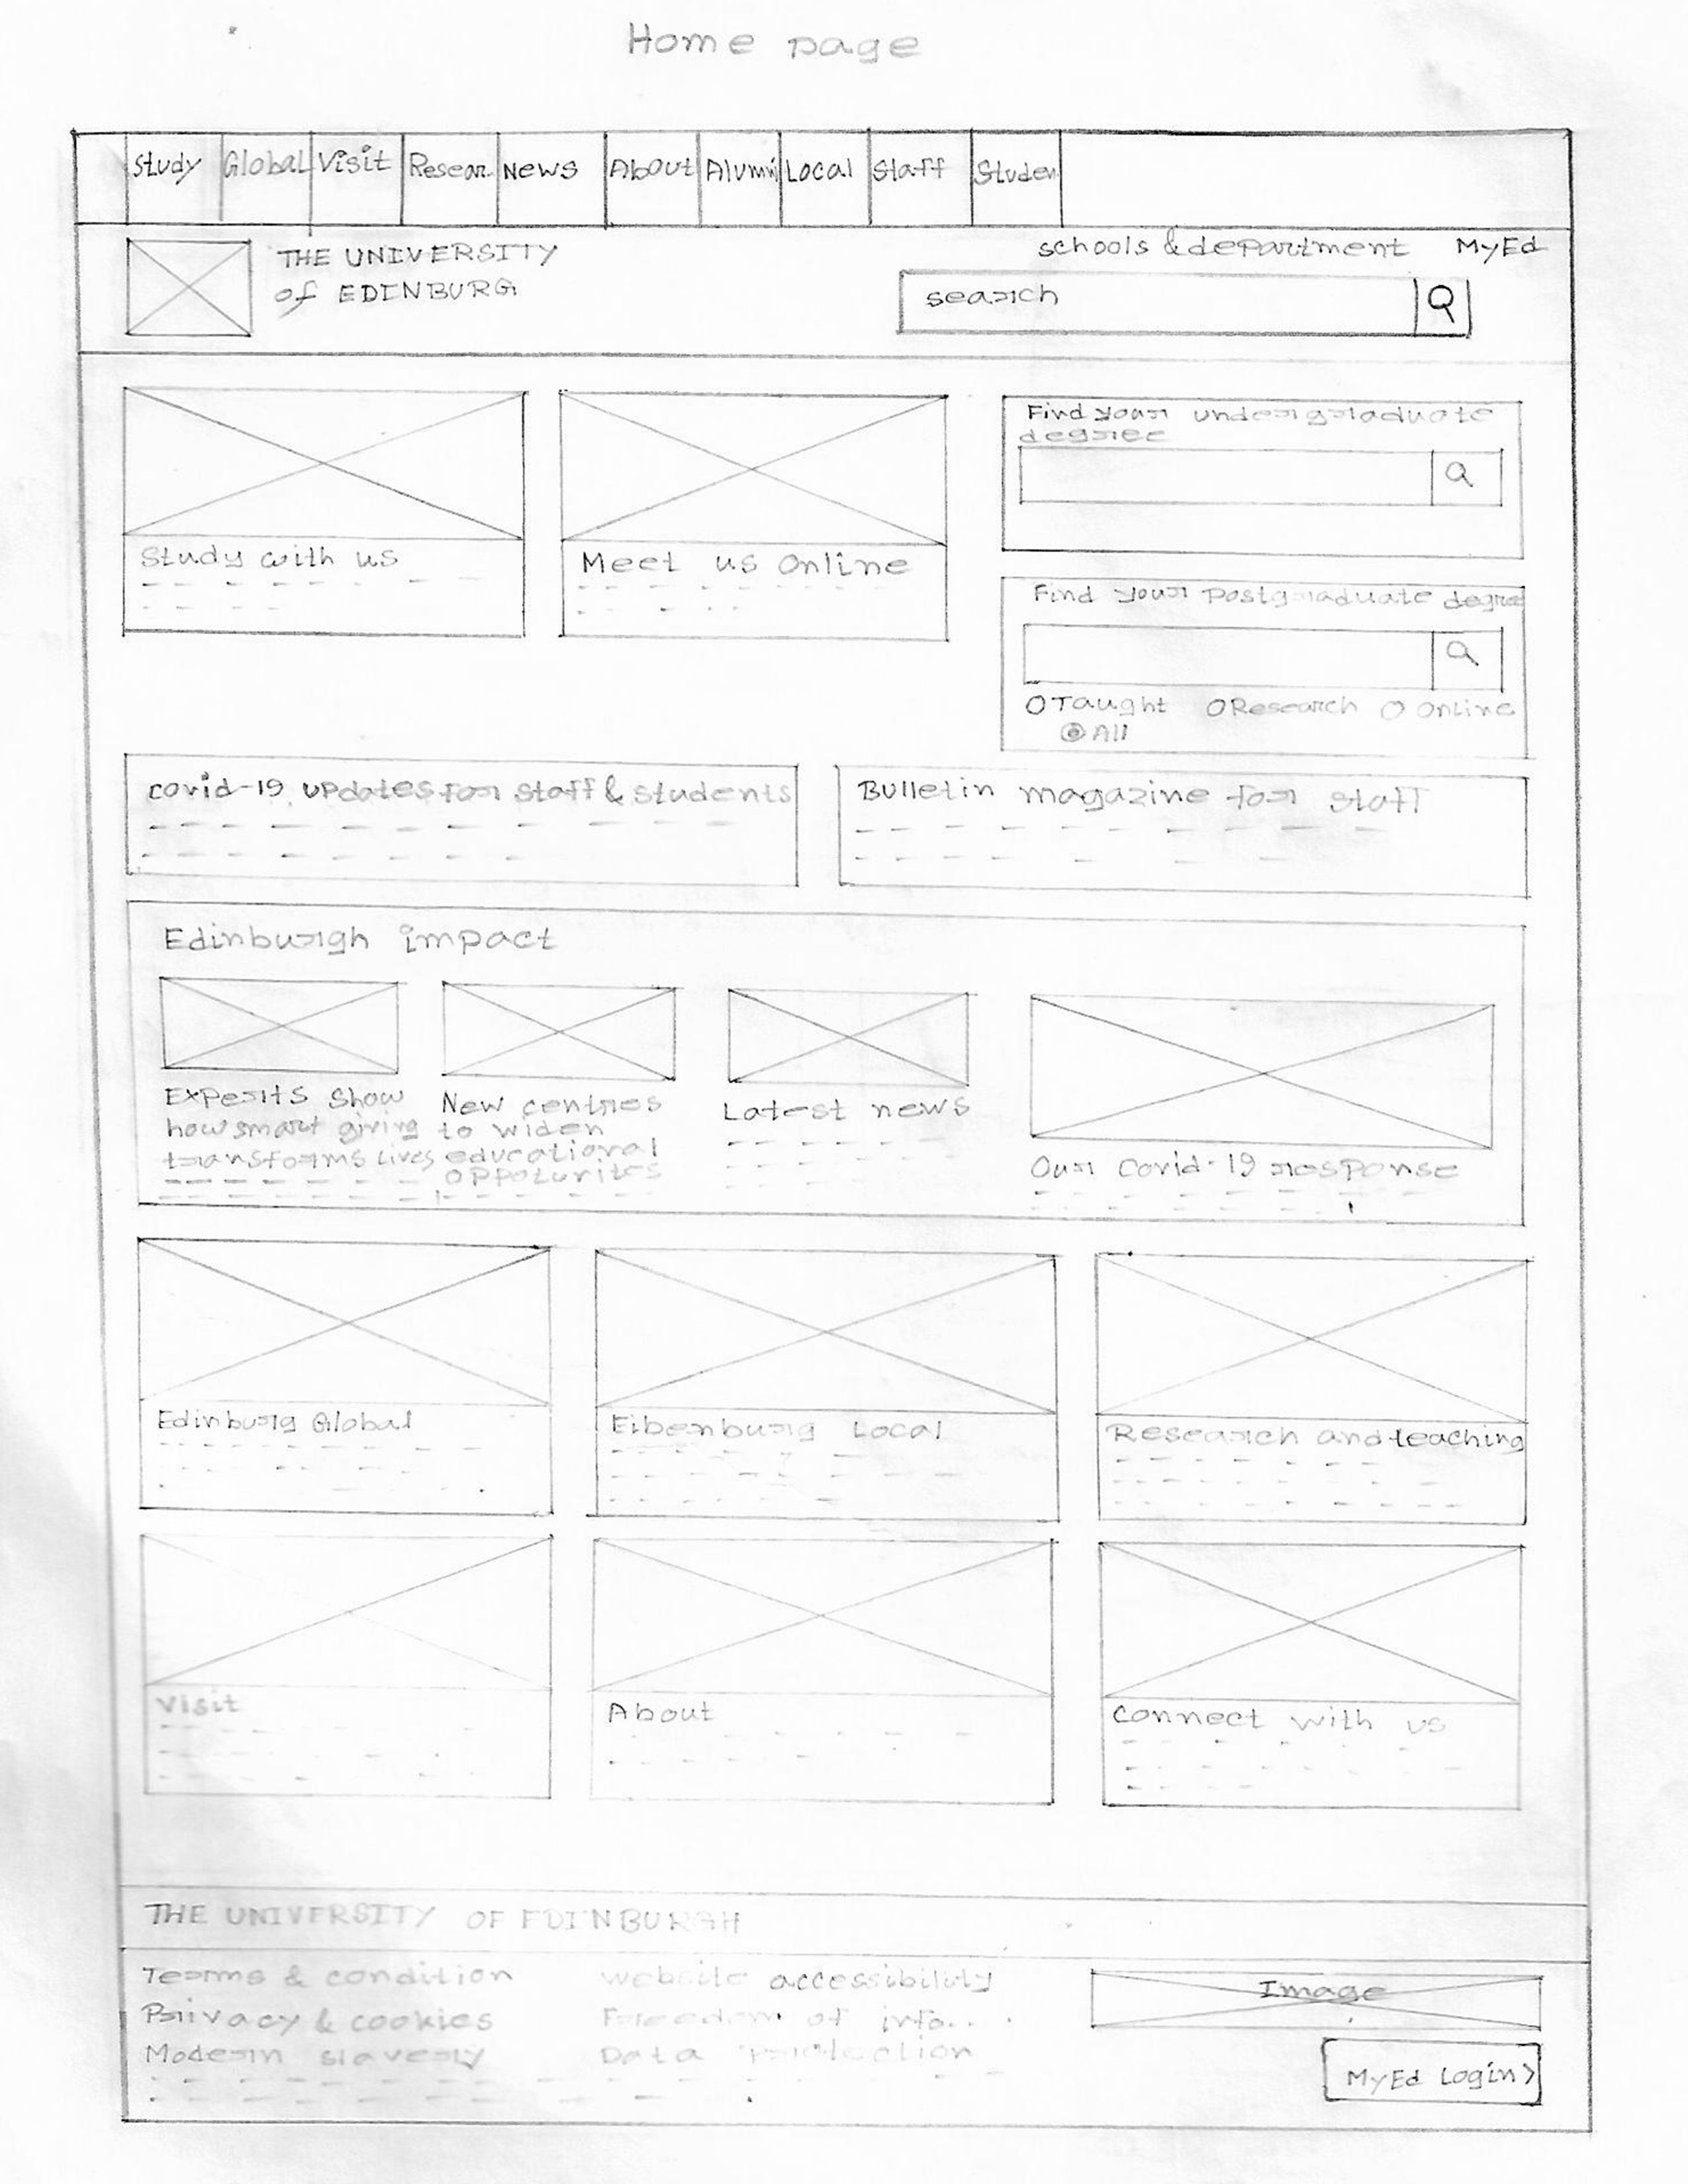 Home page
Study Global Visit Resear News About Alumni Local Staff Studen
THE UNIVERSITY
of EDINBURG
schools & department MyEd
search
Find your undergraduate
degree
Study with us
Meet us Online
Find your Postgraduate degree
Taught Research Online
All
covid-19 updates for staff & students
Bulletin magazine for staff
Edinburgh impact
Experts show
how smart giving
transforms lives
New centres
to widen
educational
oppoturites
Latest news
Our covid-19 response
Edinburg Global
Eibenburg Local
Research and teaching
Visit
About
Connect with us
THE UNIVERSITY OF EDINBURGH
Terms & condition website accessibility
Privacy & cookies Freedom of info...
Modern slavery Data protection
Image
MyEd Login>